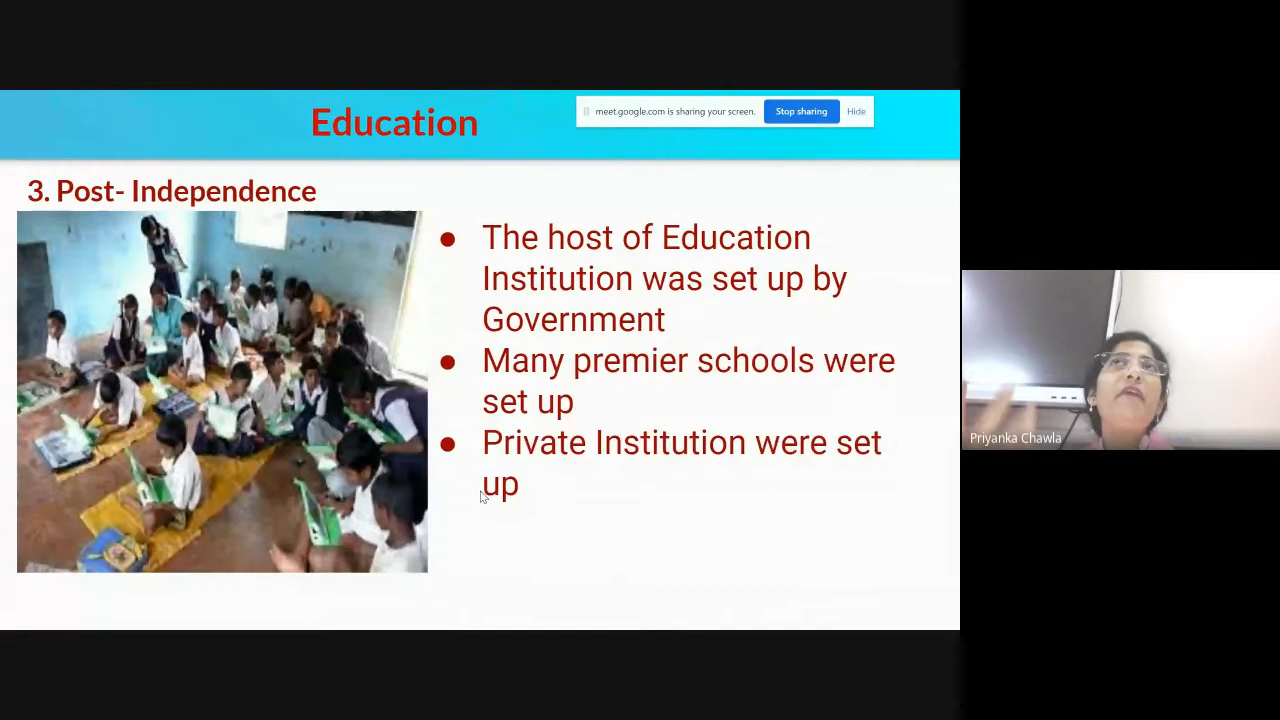 Education
meet.google.com is sharing your screen.
Stop sharing
Hide
3. Post- Independence
● The host of Education
Institution was set up by
Government
● Many premier schools were
set up
● Private Institution were set
up
Priyanka Chawla